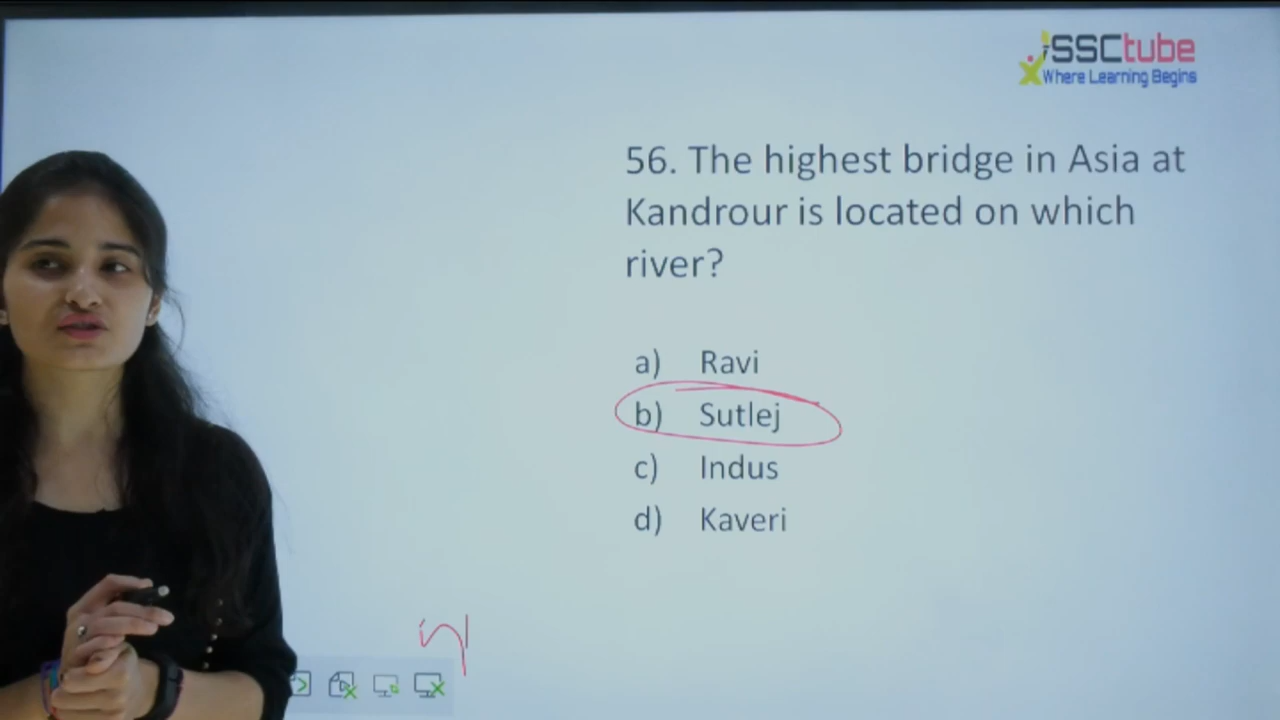 SSCtube
Where Learning Begins
56. The highest bridge in Asia at
Kandrour is located on which
river?
a) Ravi
b) Sutlej
c) Indus
d) Kaveri